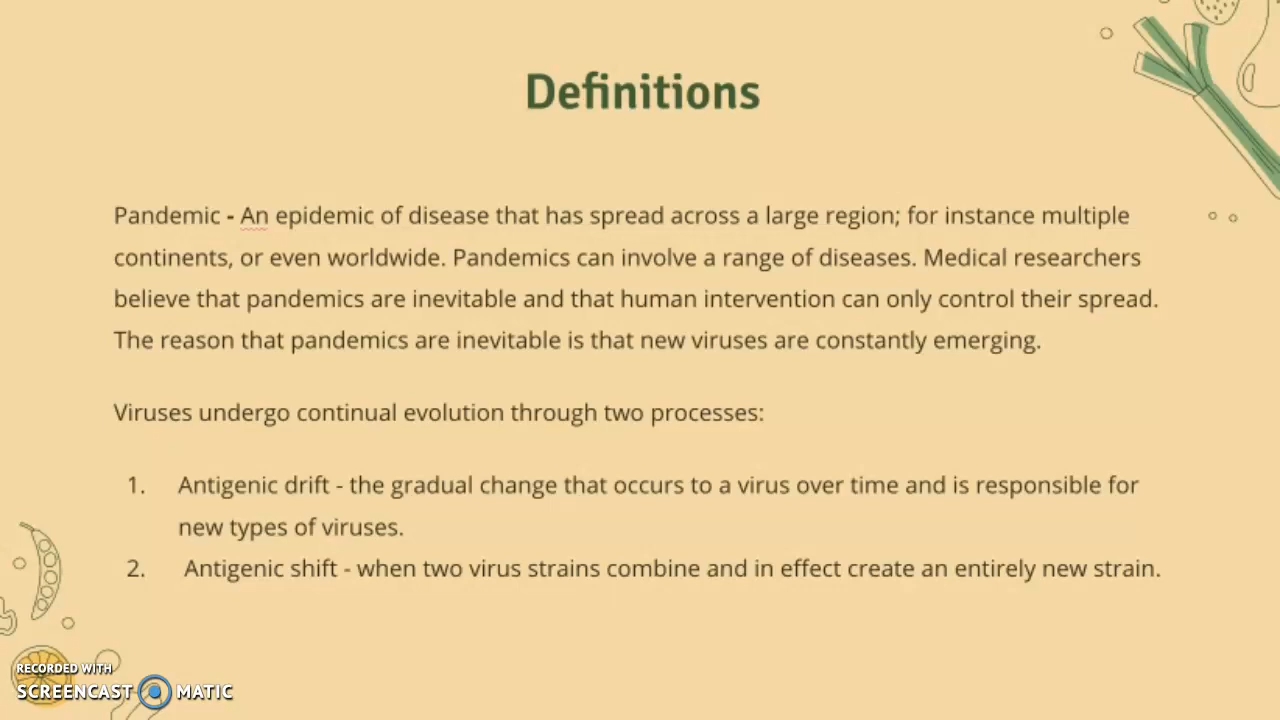 Definitions
Pandemic - An epidemic of disease that has spread across a large region; for instance multiple
continents, or even worldwide. Pandemics can involve a range of diseases. Medical researchers
believe that pandemics are inevitable and that human intervention can only control their spread.
The reason that pandemics are inevitable is that new viruses are constantly emerging.
Viruses undergo continual evolution through two processes:
1. Antigenic drift - the gradual change that occurs to a virus over time and is responsible for
new types of viruses.
2. Antigenic shift - when two virus strains combine and in effect create an entirely new strain.
RECORDED WITH
SCREENCAST MATIC